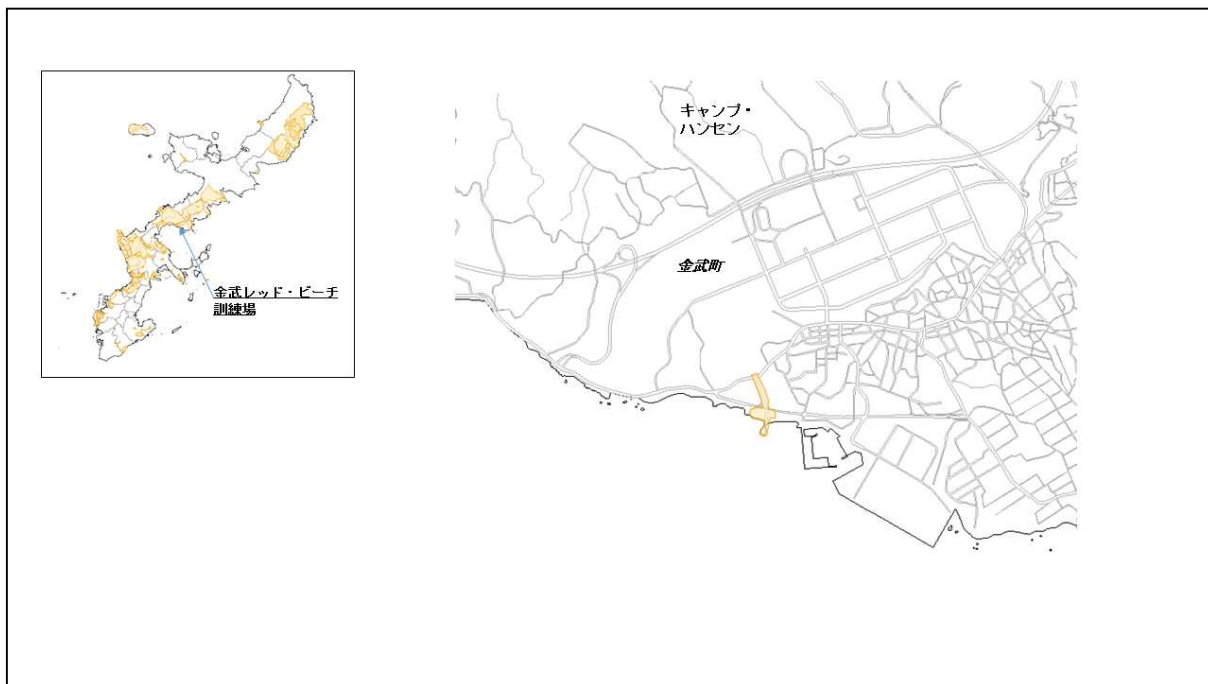 金武レッド・ビーチ
訓練場
キャンプ・
ハンセン
金武町